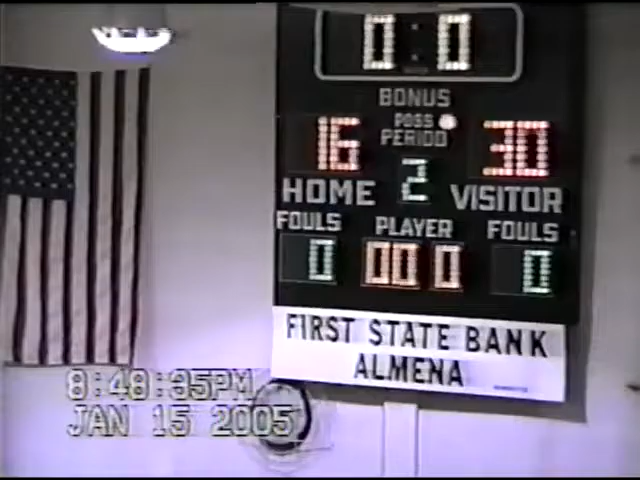 0:0
BONUS
POSS
16 PERIOD 30
HOME 2 VISITOR
FOULS PLAYER FOULS
0 00 0 0
FIRST STATE BANK
ALMENA
8:48:35PM
JAN 15 2005